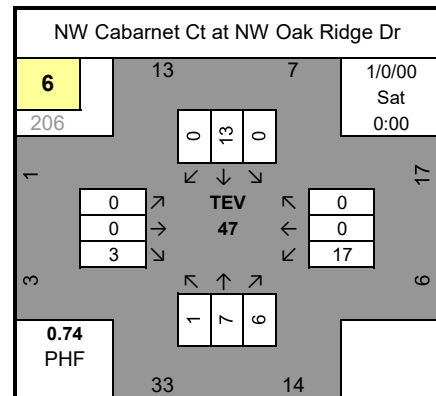 NW Cabarnet Ct at NW Oak Ridge Dr
6
206
13 7
1/0/00
Sat
0:00
0 13 0
↙ ↓ ↘
1
17
0 ↗ TEV ↖ 0
0 → 47 ← 0
3 ↘ ↙ 17
3
6
↖ ↑ ↗
1 7 6
0.74
PHF
33 14